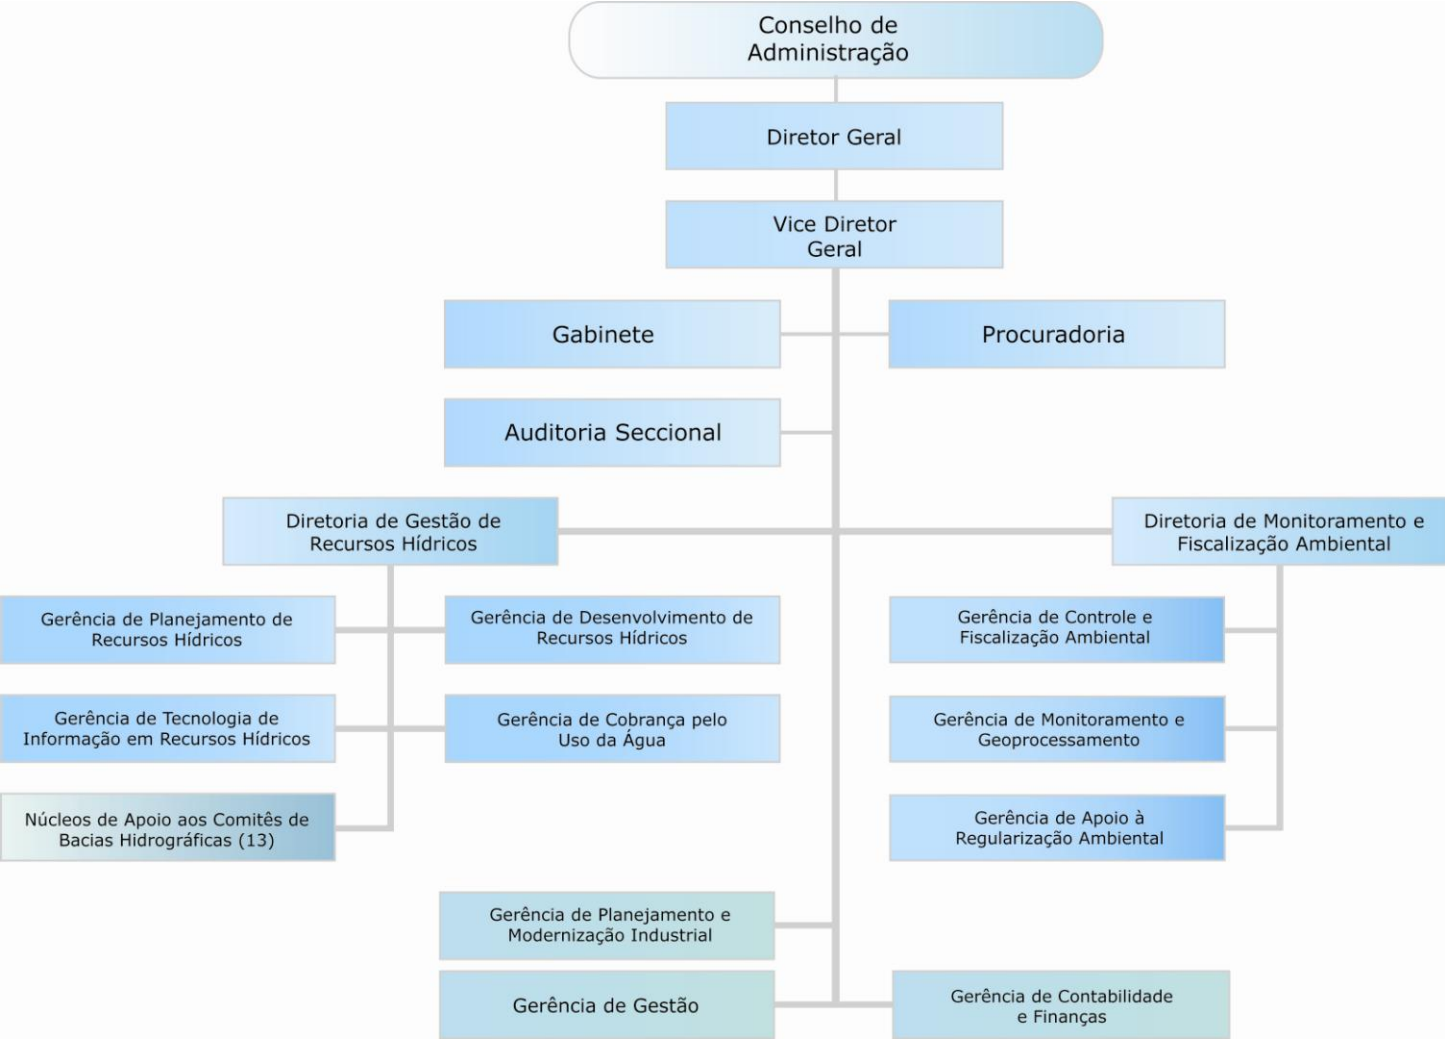 Conselho de
Administração
Diretor Geral
Vice Diretor
Geral
Gabinete
Procuradoria
Auditoria Seccional
Diretoria de Gestão de
Recursos Hídricos
Diretoria de Monitoramento e
Fiscalização Ambiental
Gerência de Planejamento de
Recursos Hídricos
Gerência de Desenvolvimento de
Recursos Hídricos
Gerência de Controle e
Fiscalização Ambiental
Gerência de Tecnologia de
Informação em Recursos Hídricos
Gerência de Cobrança pelo
Uso da Água
Gerência de Monitoramento e
Geoprocessamento
Núcleos de Apoio aos Comitês de
Bacias Hidrográficas (13)
Gerência de Apoio à
Regularização Ambiental
Gerência de Planejamento e
Modernização Industrial
Gerência de Gestão
Gerência de Contabilidade
e Finanças